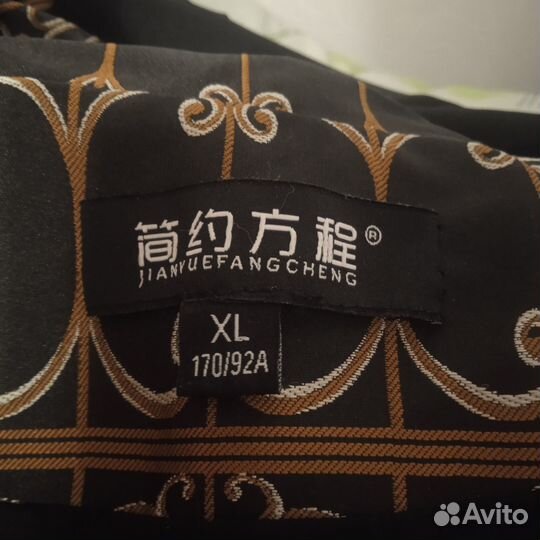 简约方程®
JIANYUEFANGCHENG
XL
170/92A
Avito